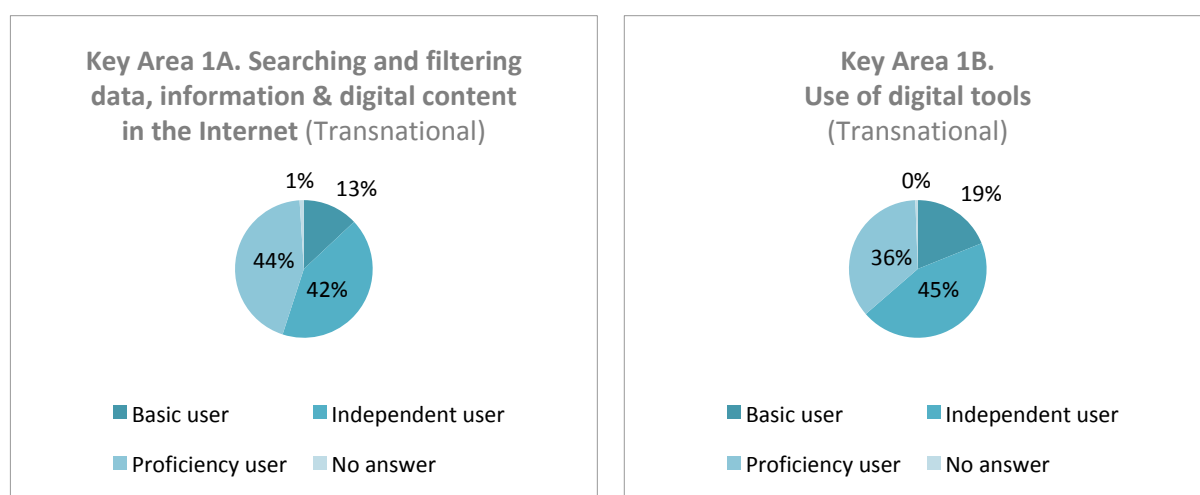 Key Area 1A. Searching and filtering
data, information & digital content
in the Internet (Transnational)
1%
13%
44%
42%
Basic user
Independent user
Proficiency user
No answer
Key Area 1B.
Use of digital tools
(Transnational)
0%
19%
36%
45%
Basic user
Independent user
Proficiency user
No answer